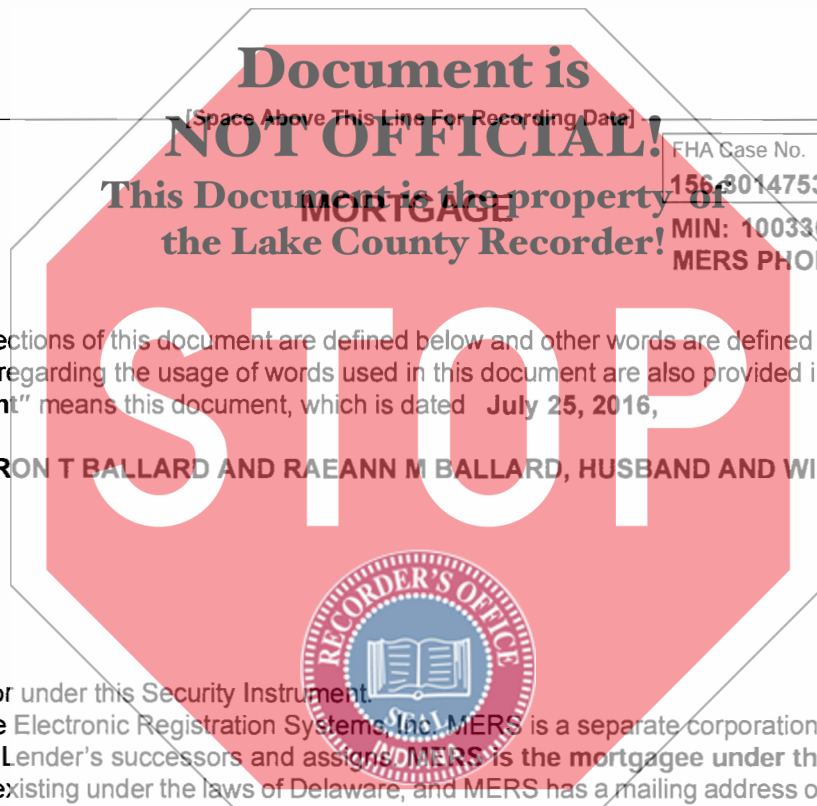 Document is
[Space Above This Line For Recording Data]
NOT OFFICIAL!
FHA Case No.
This Document is the property of
156-3014753
MORTGAGE
the Lake County Recorder!
MIN: 10033
MERS PHO
ections of this document are defined below and other words are defined
regarding the usage of words used in this document are also provided i
nt" means this document, which is dated July 25, 2016,
RON T BALLARD AND RAEANN M BALLARD, HUSBAND AND WI
STOP
RECORDER'S OFFICE
SEAL
INDIANA
or under this Security Instrument.
e Electronic Registration Systems, Inc. MERS is a separate corporation
Lender's successors and assigns. MERS is the mortgagee under th
existing under the laws of Delaware, and MERS has a mailing address o